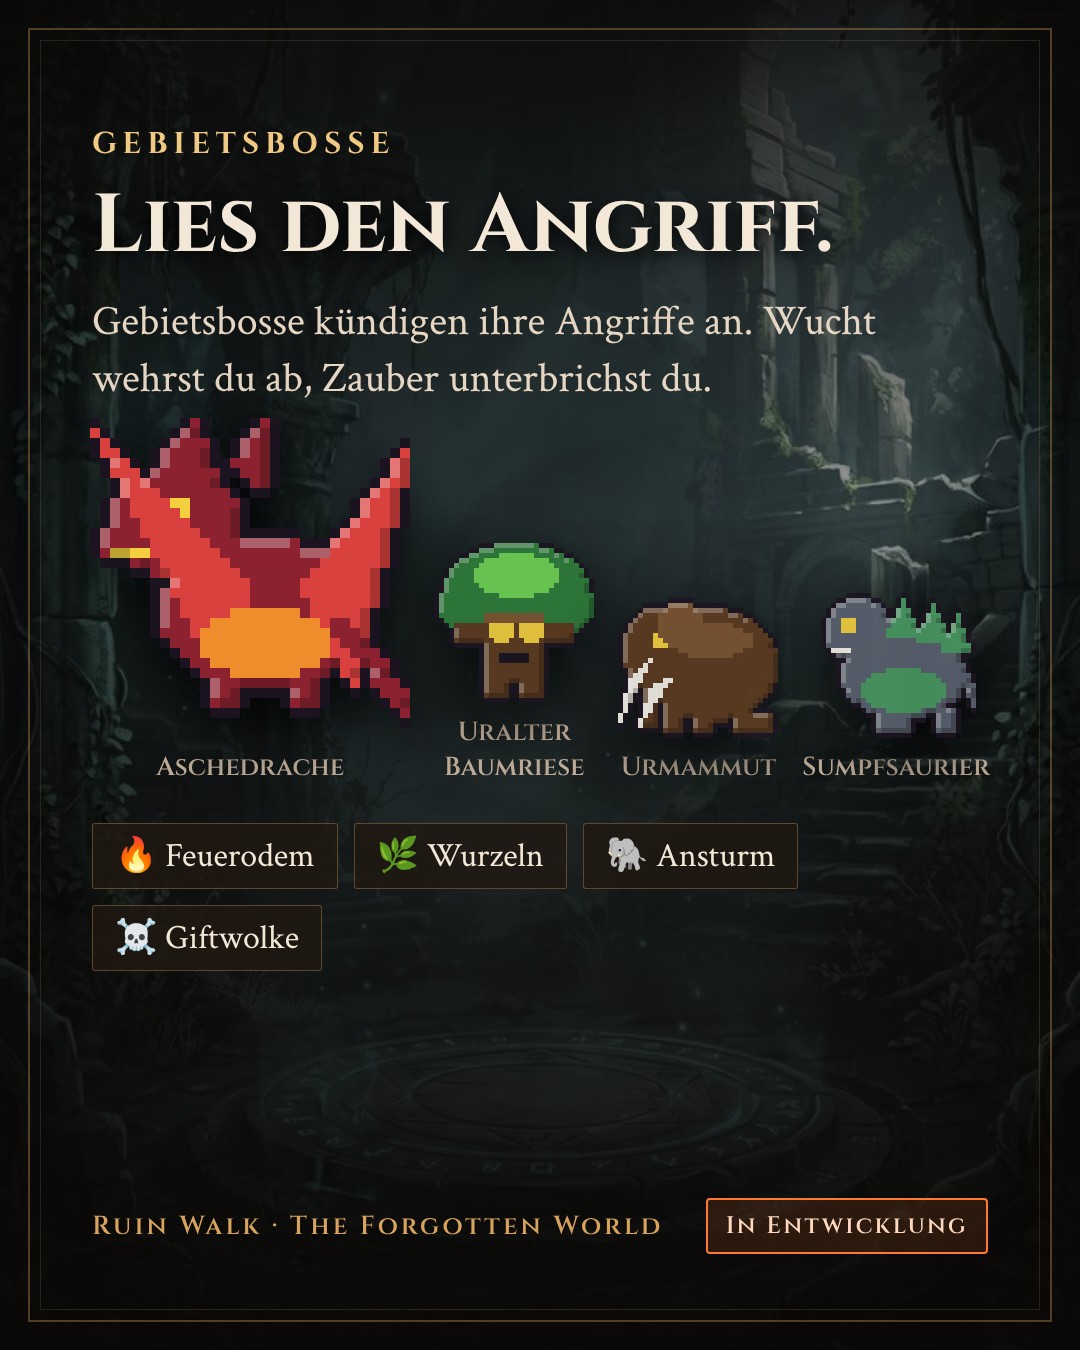 GEBIETSBOSSE
Lies den Angriff.
Gebietsbosse kündigen ihre Angriffe an. Wucht
wehrst du ab, Zauber unterbrichst du.
Aschedrache
Uralter
Baumriese
Urmammut
Sumpfsaurier
🔥 Feuerodem
🌿 Wurzeln
🐘 Ansturm
☠️ Giftwolke
Ruin Walk · The Forgotten World
In Entwicklung